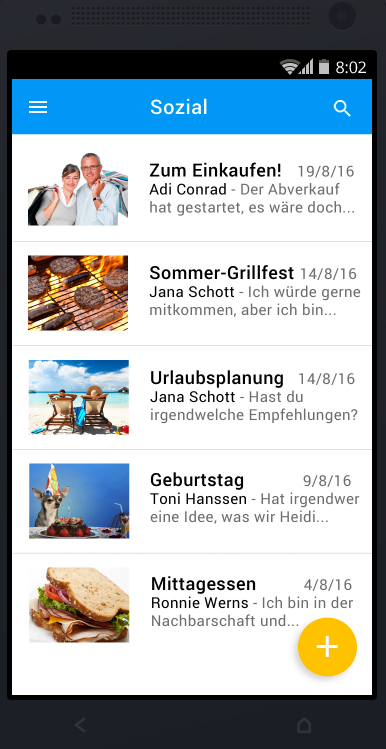 8:02
Sozial
Zum Einkaufen! 19/8/16
Adi Conrad - Der Abverkauf
hat gestartet, es wäre doch...
Sommer-Grillfest 14/8/16
Jana Schott - Ich würde gerne
mitkommen, aber ich bin...
Urlaubsplanung 14/8/16
Jana Schott - Hast du
irgendwelche Empfehlungen?
Geburtstag 9/8/16
Toni Hanssen - Hat irgendwer
eine Idee, was wir Heidi...
Mittagessen 4/8/16
Ronnie Werns - Ich bin in der
Nachbarschaft und...